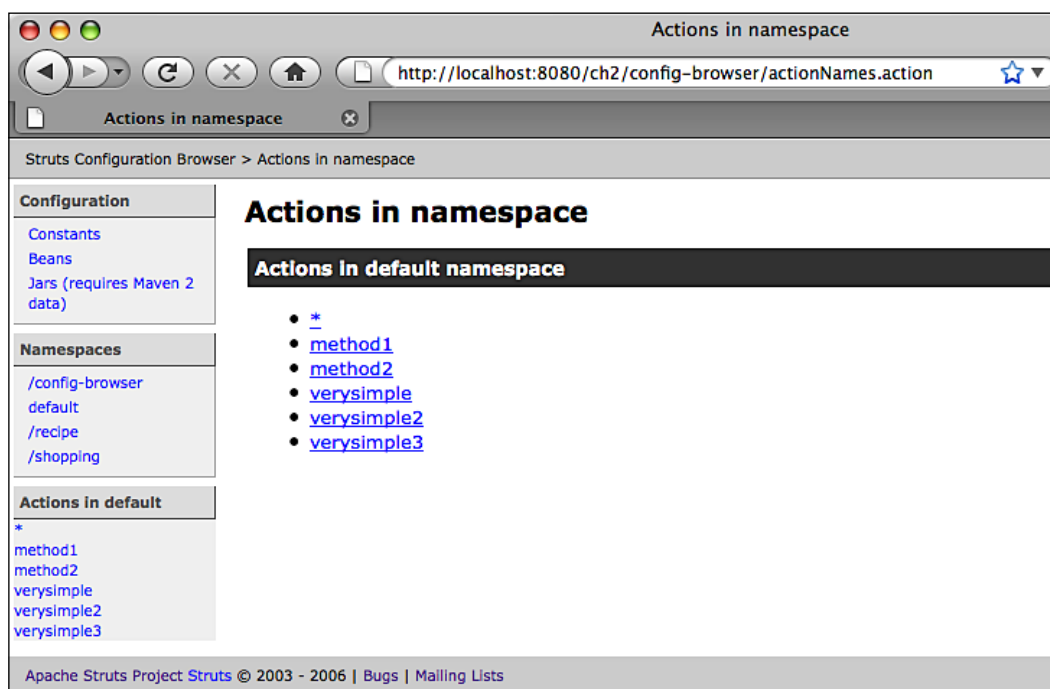 Actions in namespace
http://localhost:8080/ch2/config-browser/actionNames.action
Actions in namespace
Struts Configuration Browser > Actions in namespace
Configuration
Constants
Beans
Jars (requires Maven 2
data)
Namespaces
/config-browser
default
/recipe
/shopping
Actions in default
*
method1
method2
verysimple
verysimple2
verysimple3
Actions in namespace
Actions in default namespace
*
method1
method2
verysimple
verysimple2
verysimple3
Apache Struts Project Struts © 2003 - 2006 | Bugs | Mailing Lists